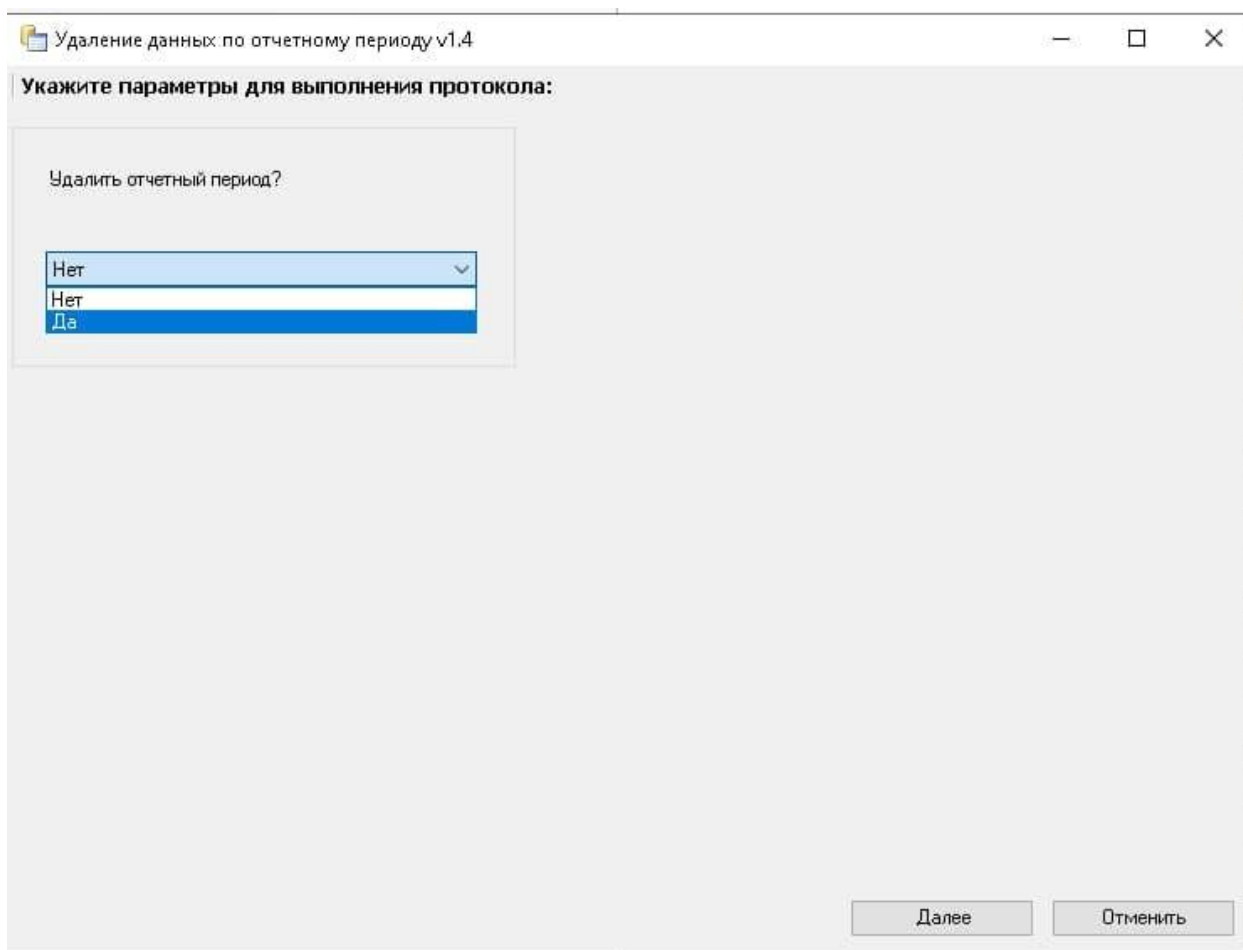 Удаление данных по отчетному периоду v1.4
Укажите параметры для выполнения протокола:
Удалить отчетный период?
Нет
Нет
Да
Далее
Отменить